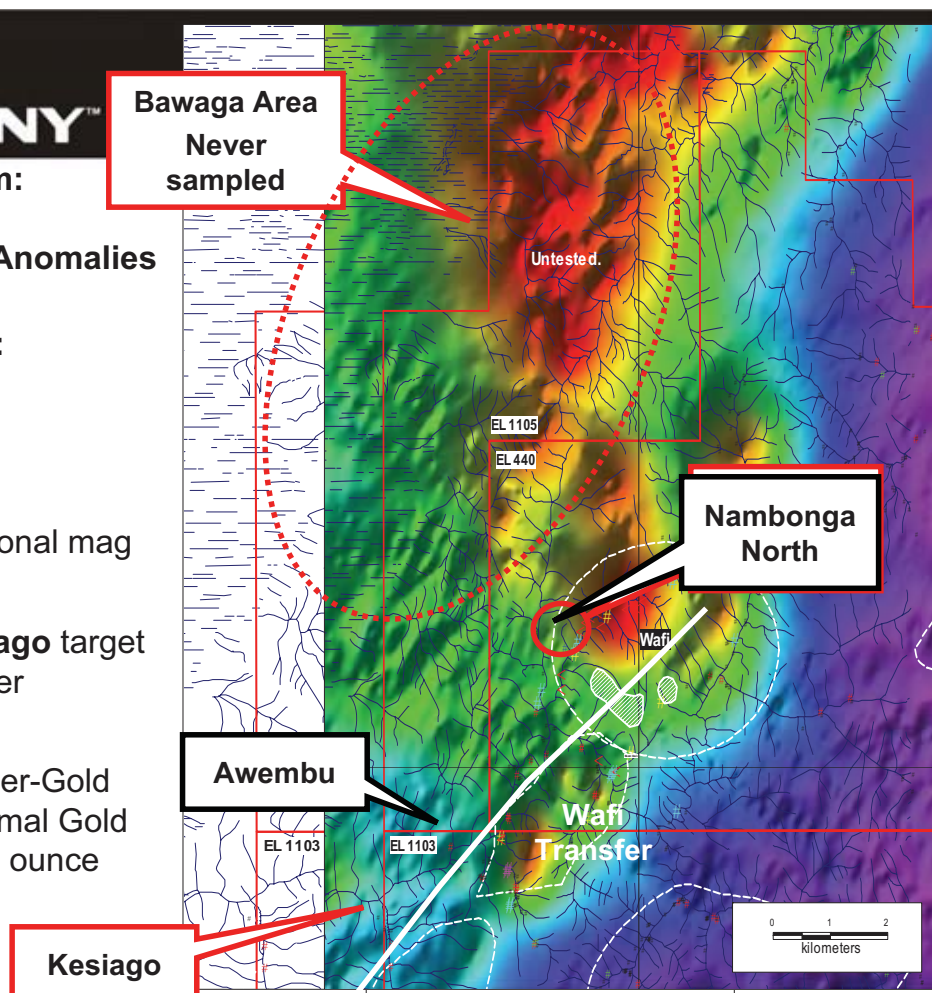 NY™
n:
Anomalies
:
onal mag
ago target
er
er-Gold
mal Gold
ounce
Bawaga Area
Never
sampled
Untested.
EL 1105
EL 440
Nambonga
North
Wafi
Awembu
Wafi
Transfer
EL 1103
EL 1103
Kesiago
0 1 2
kilometers